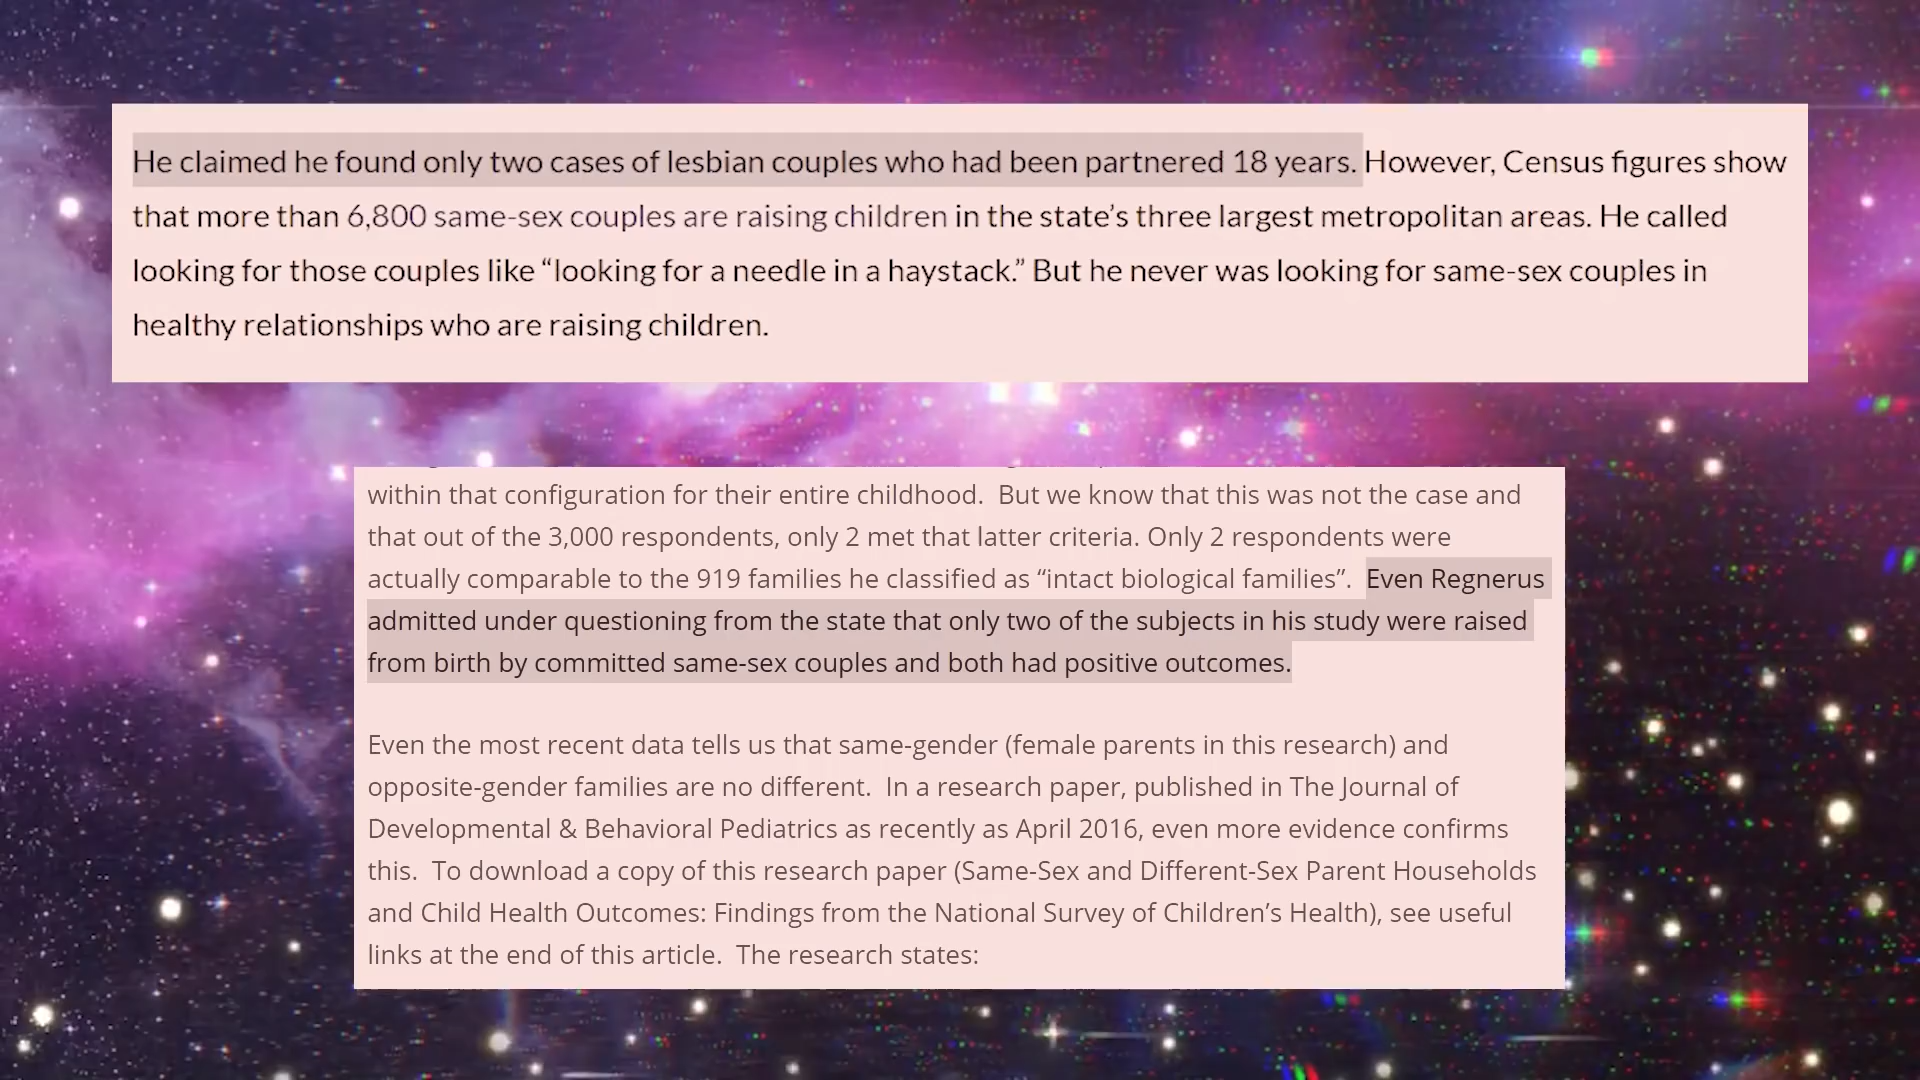 He claimed he found only two cases of lesbian couples who had been partnered 18 years. However, Census figures show
that more than 6,800 same-sex couples are raising children in the state’s three largest metropolitan areas. He called
looking for those couples like “looking for a needle in a haystack.” But he never was looking for same-sex couples in
healthy relationships who are raising children.
within that configuration for their entire childhood.  But we know that this was not the case and
that out of the 3,000 respondents, only 2 met that latter criteria. Only 2 respondents were
actually comparable to the 919 families he classified as “intact biological families”.  Even Regnerus
admitted under questioning from the state that only two of the subjects in his study were raised
from birth by committed same-sex couples and both had positive outcomes.
Even the most recent data tells us that same-gender (female parents in this research) and
opposite-gender families are no different.  In a research paper, published in The Journal of
Developmental & Behavioral Pediatrics as recently as April 2016, even more evidence confirms
this.  To download a copy of this research paper (Same-Sex and Different-Sex Parent Households
and Child Health Outcomes: Findings from the National Survey of Children’s Health), see useful
links at the end of this article.  The research states: